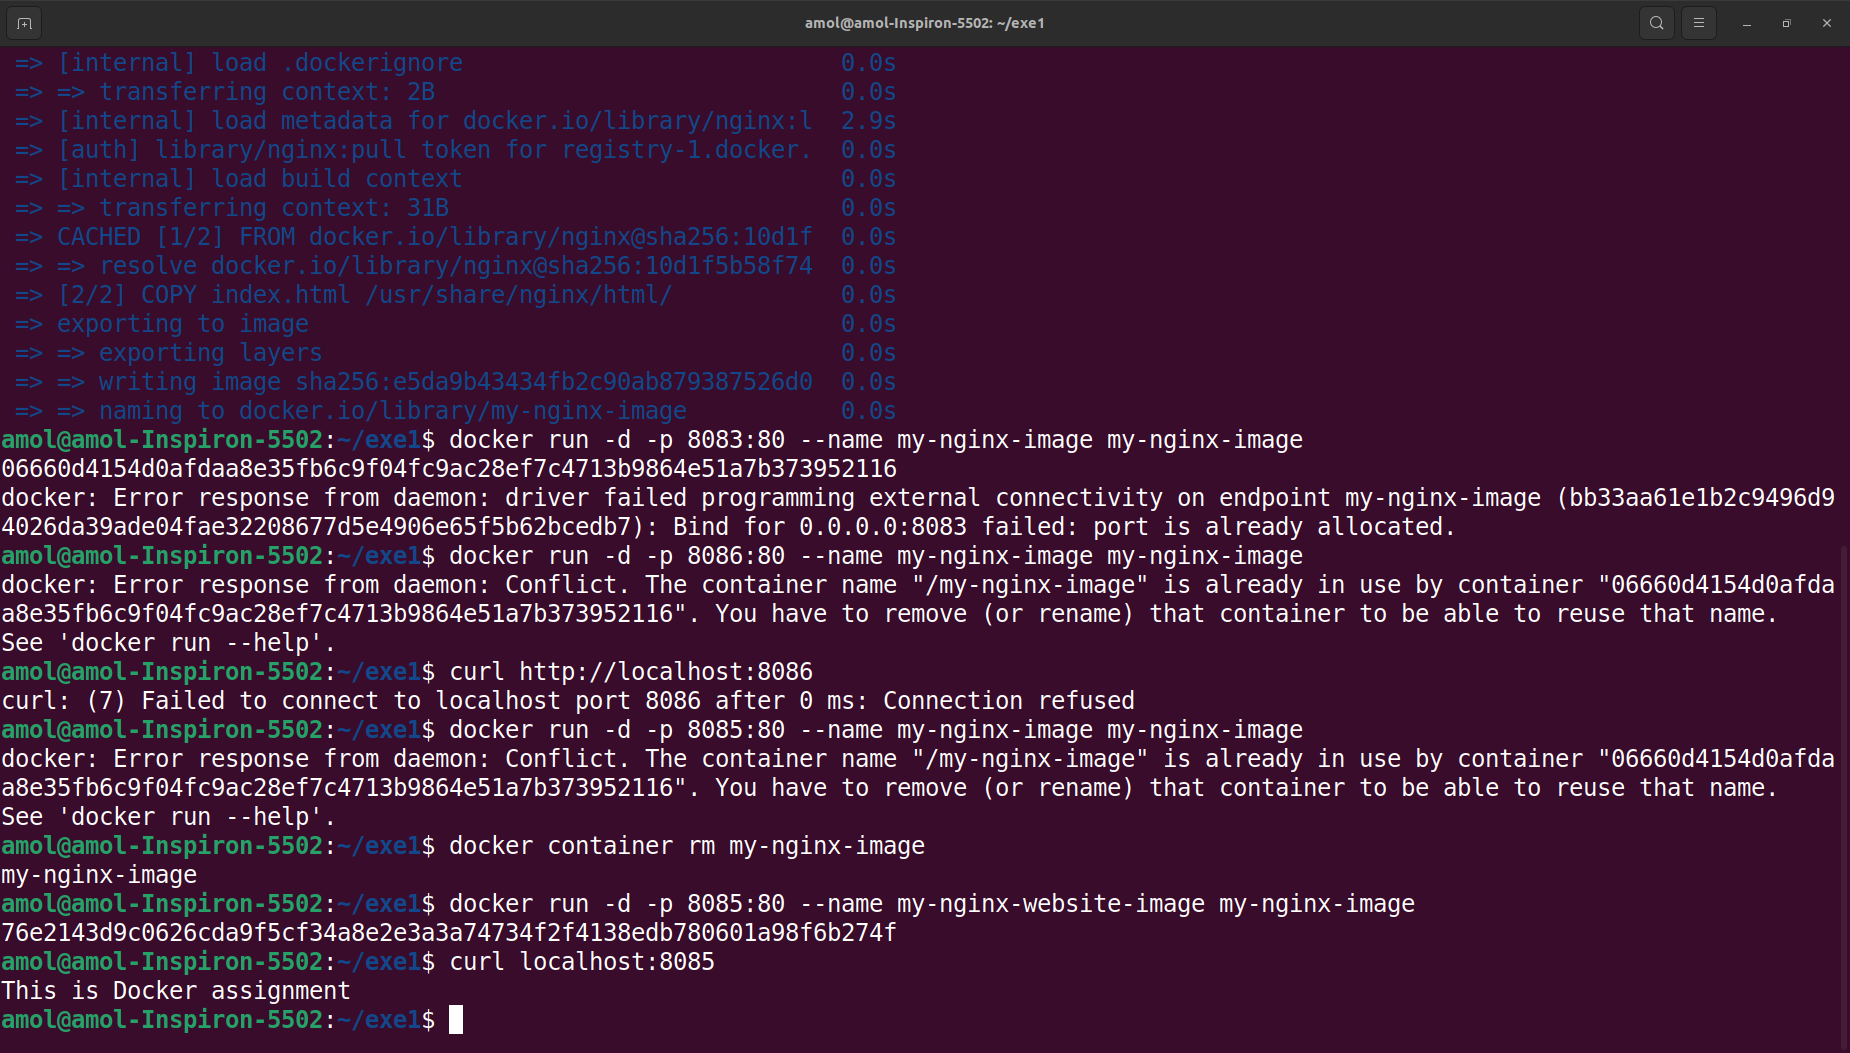 amol@amol-Inspiron-5502: ~/exe1
=> [internal] load .dockerignore 0.0s
=> => transferring context: 2B 0.0s
=> [internal] load metadata for docker.io/library/nginx:l 2.9s
=> [auth] library/nginx:pull token for registry-1.docker. 0.0s
=> [internal] load build context 0.0s
=> => transferring context: 31B 0.0s
=> CACHED [1/2] FROM docker.io/library/nginx@sha256:10d1f 0.0s
=> => resolve docker.io/library/nginx@sha256:10d1f5b58f74 0.0s
=> [2/2] COPY index.html /usr/share/nginx/html/ 0.0s
=> exporting to image 0.0s
=> => exporting layers 0.0s
=> => writing image sha256:e5da9b43434fb2c90ab879387526d0 0.0s
=> => naming to docker.io/library/my-nginx-image 0.0s
amol@amol-Inspiron-5502:~/exe1$ docker run -d -p 8083:80 --name my-nginx-image my-nginx-image
06660d4154d0afdaa8e35fb6c9f04fc9ac28ef7c4713b9864e51a7b373952116
docker: Error response from daemon: driver failed programming external connectivity on endpoint my-nginx-image (bb33aa61e1b2c9496d9
4026da39ade04fae32208677d5e4906e65f5b62bcedb7): Bind for 0.0.0.0:8083 failed: port is already allocated.
amol@amol-Inspiron-5502:~/exe1$ docker run -d -p 8086:80 --name my-nginx-image my-nginx-image
docker: Error response from daemon: Conflict. The container name "/my-nginx-image" is already in use by container "06660d4154d0afda
a8e35fb6c9f04fc9ac28ef7c4713b9864e51a7b373952116". You have to remove (or rename) that container to be able to reuse that name.
See 'docker run --help'.
amol@amol-Inspiron-5502:~/exe1$ curl http://localhost:8086
curl: (7) Failed to connect to localhost port 8086 after 0 ms: Connection refused
amol@amol-Inspiron-5502:~/exe1$ docker run -d -p 8085:80 --name my-nginx-image my-nginx-image
docker: Error response from daemon: Conflict. The container name "/my-nginx-image" is already in use by container "06660d4154d0afda
a8e35fb6c9f04fc9ac28ef7c4713b9864e51a7b373952116". You have to remove (or rename) that container to be able to reuse that name.
See 'docker run --help'.
amol@amol-Inspiron-5502:~/exe1$ docker container rm my-nginx-image
my-nginx-image
amol@amol-Inspiron-5502:~/exe1$ docker run -d -p 8085:80 --name my-nginx-website-image my-nginx-image
76e2143d9c0626cda9f5cf34a8e2e3a3a74734f2f4138edb780601a98f6b274f
amol@amol-Inspiron-5502:~/exe1$ curl localhost:8085
This is Docker assignment
amol@amol-Inspiron-5502:~/exe1$